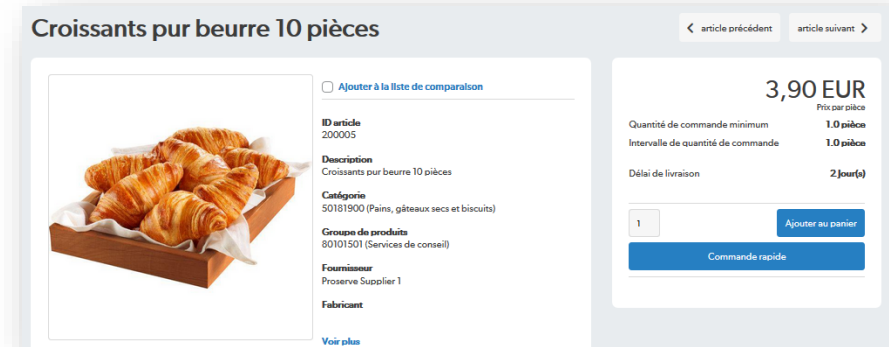 Croissants pur beurre 10 pièces
article précédent
article suivant
Ajouter à la liste de comparaison
ID article
200005
Description
Croissants pur beurre 10 pièces
Catégorie
50181900 (Pains, gâteaux secs et biscuits)
Groupe de produits
80101501 (Services de conseil)
Fournisseur
Proserve Supplier 1
Fabricant
Voir plus
3,90 EUR
Prix par pièce
Quantité de commande minimum 1.0 pièce
Intervalle de quantité de commande 1.0 pièce
Délai de livraison 2 Jour(s)
1
Ajouter au panier
Commande rapide